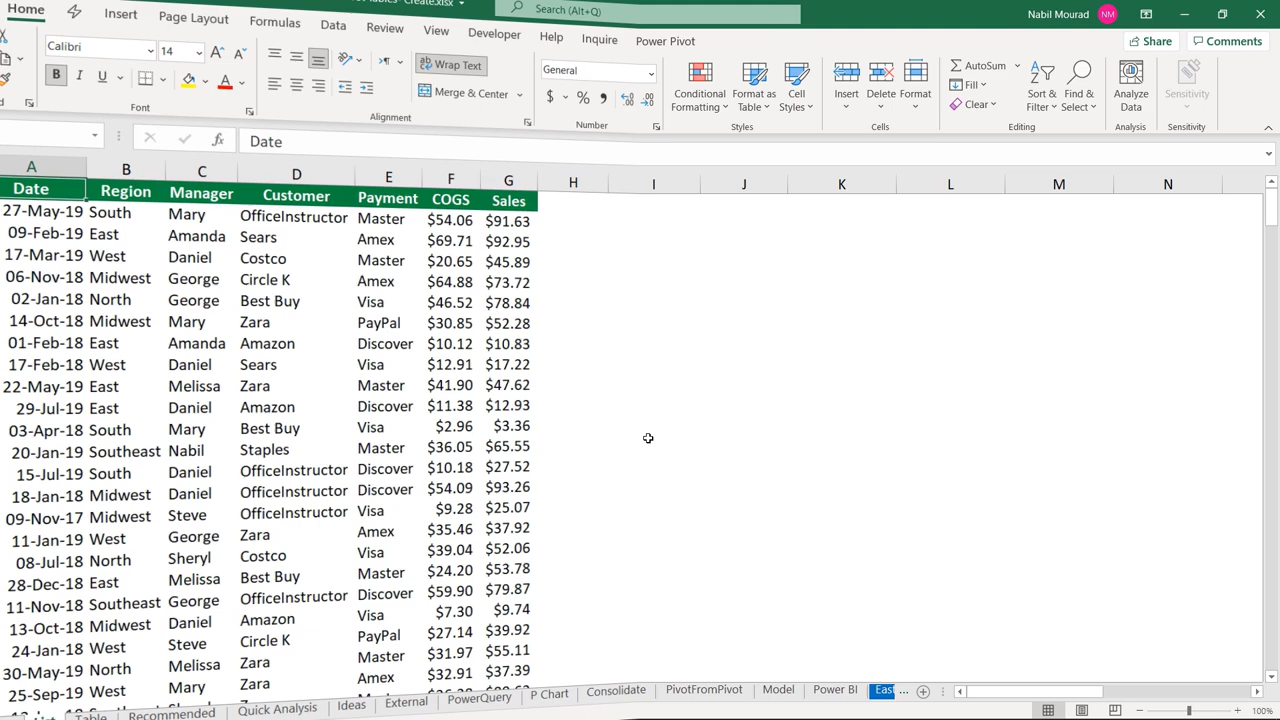 Tables- Create.xlsx
Search (Alt+Q)
Nabil Mourad NM
Home Insert Page Layout Formulas Data Review View Developer Help Inquire Power Pivot
Share Comments
Calibri 14 Wrap Text General AutoSum
B I U A Merge & Center $ % Conditional Formatting Format as Table Cell Styles Insert Delete Format Fill Clear Sort & Filter Find & Select Analyze Data Sensitivity
Font Alignment Number Styles Cells Editing Analysis Sensitivity
fx Date
A B C D E F G H I J K L M N
Date Region Manager Customer Payment COGS Sales
27-May-19 South Mary OfficeInstructor Master $54.06 $91.63
09-Feb-19 East Amanda Sears Amex $69.71 $92.95
17-Mar-19 West Daniel Costco Master $20.65 $45.89
06-Nov-18 Midwest George Circle K Amex $64.88 $73.72
02-Jan-18 North George Best Buy Visa $46.52 $78.84
14-Oct-18 Midwest Mary Zara PayPal $30.85 $52.28
01-Feb-18 East Amanda Amazon Discover $10.12 $10.83
17-Feb-18 West Daniel Sears Visa $12.91 $17.22
22-May-19 East Melissa Zara Master $41.90 $47.62
29-Jul-19 East Daniel Amazon Discover $11.38 $12.93
03-Apr-18 South Mary Best Buy Visa $2.96 $3.36
20-Jan-19 Southeast Nabil Staples Master $36.05 $65.55
15-Jul-19 South Daniel OfficeInstructor Discover $10.18 $27.52
18-Jan-18 Midwest Daniel OfficeInstructor Discover $54.09 $93.26
09-Nov-17 Midwest Steve OfficeInstructor Visa $9.28 $25.07
11-Jan-19 West George Zara Amex $35.46 $37.92
08-Jul-18 North Sheryl Costco Visa $39.04 $52.06
28-Dec-18 East Melissa Best Buy Master $24.20 $53.78
11-Nov-18 Southeast George OfficeInstructor Discover $59.90 $79.87
13-Oct-18 Midwest Daniel Amazon Visa $7.30 $9.74
24-Jan-18 West Steve Circle K PayPal $27.14 $39.92
30-May-19 North Melissa Zara Master $31.97 $55.11
25-Sep-19 West Mary Zara Amex $32.91 $37.39
Table Recommended Quick Analysis Ideas External PowerQuery P Chart Consolidate PivotFromPivot Model Power BI East ...
100%